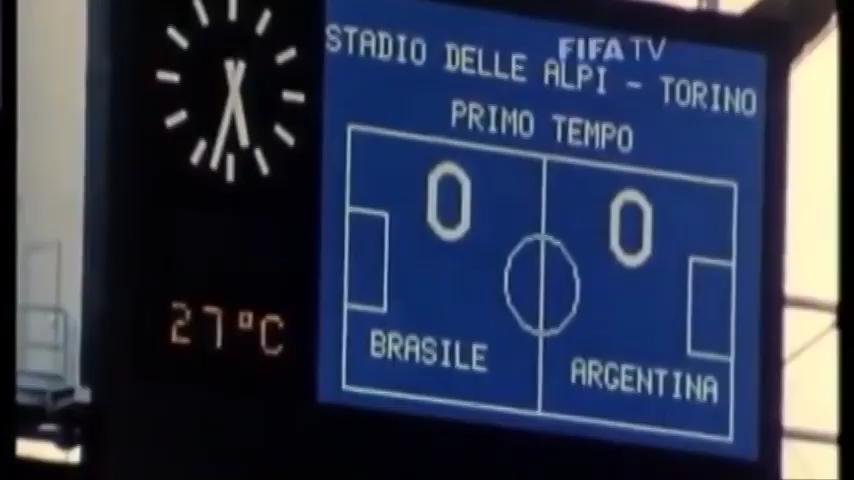 FIFA TV
STADIO DELLE ALPI - TORINO
PRIMO TEMPO
0 0
BRASILE ARGENTINA
27°C